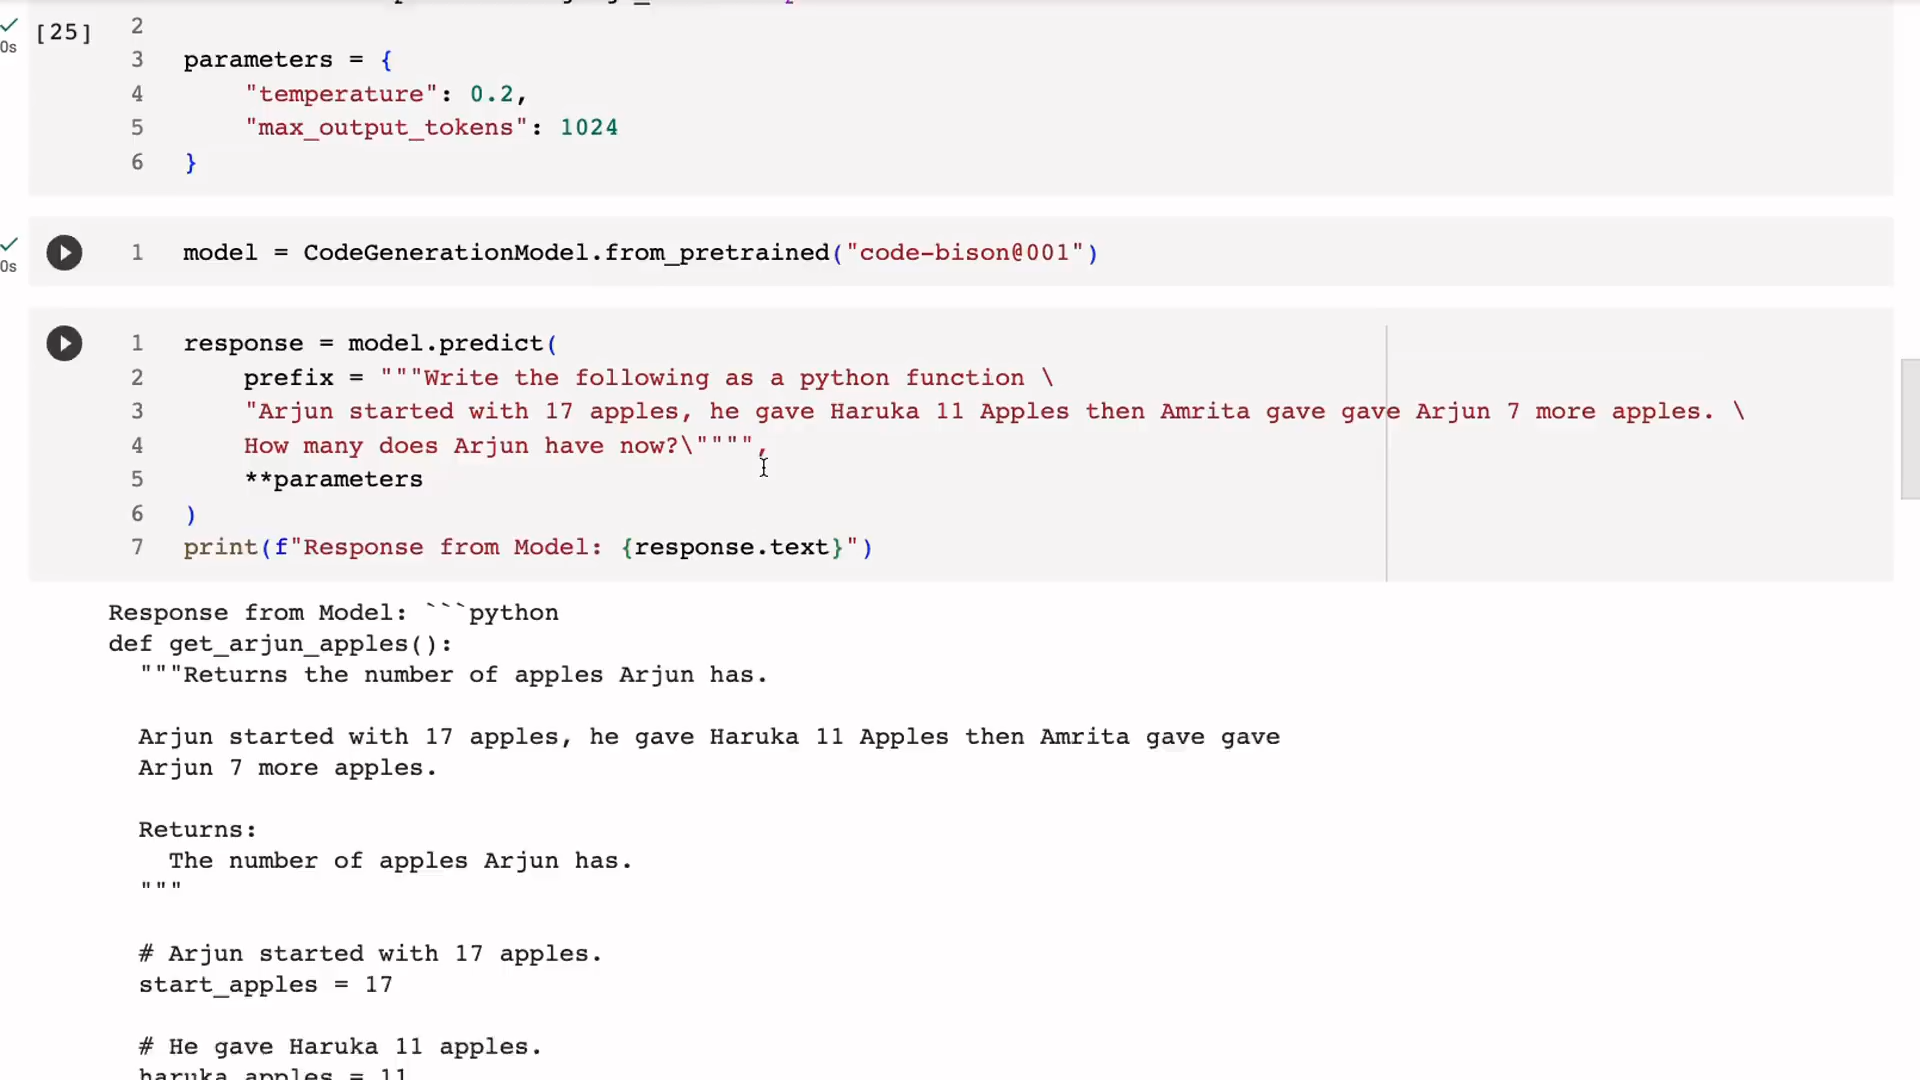 [25]
0s
2
3 parameters = {
4 "temperature": 0.2,
5 "max_output_tokens": 1024
6 }
0s
1 model = CodeGenerationModel.from_pretrained("code-bison@001")
1 response = model.predict(
2 prefix = """Write the following as a python function \
3 "Arjun started with 17 apples, he gave Haruka 11 Apples then Amrita gave gave Arjun 7 more apples. \
4 How many does Arjun have now?\"""",
5 **parameters
6 )
7 print(f"Response from Model: {response.text}")
Response from Model: ```python
def get_arjun_apples():
"""Returns the number of apples Arjun has.
Arjun started with 17 apples, he gave Haruka 11 Apples then Amrita gave gave
Arjun 7 more apples.
Returns:
The number of apples Arjun has.
"""
# Arjun started with 17 apples.
start_apples = 17
# He gave Haruka 11 apples.
haruka_apples = 11